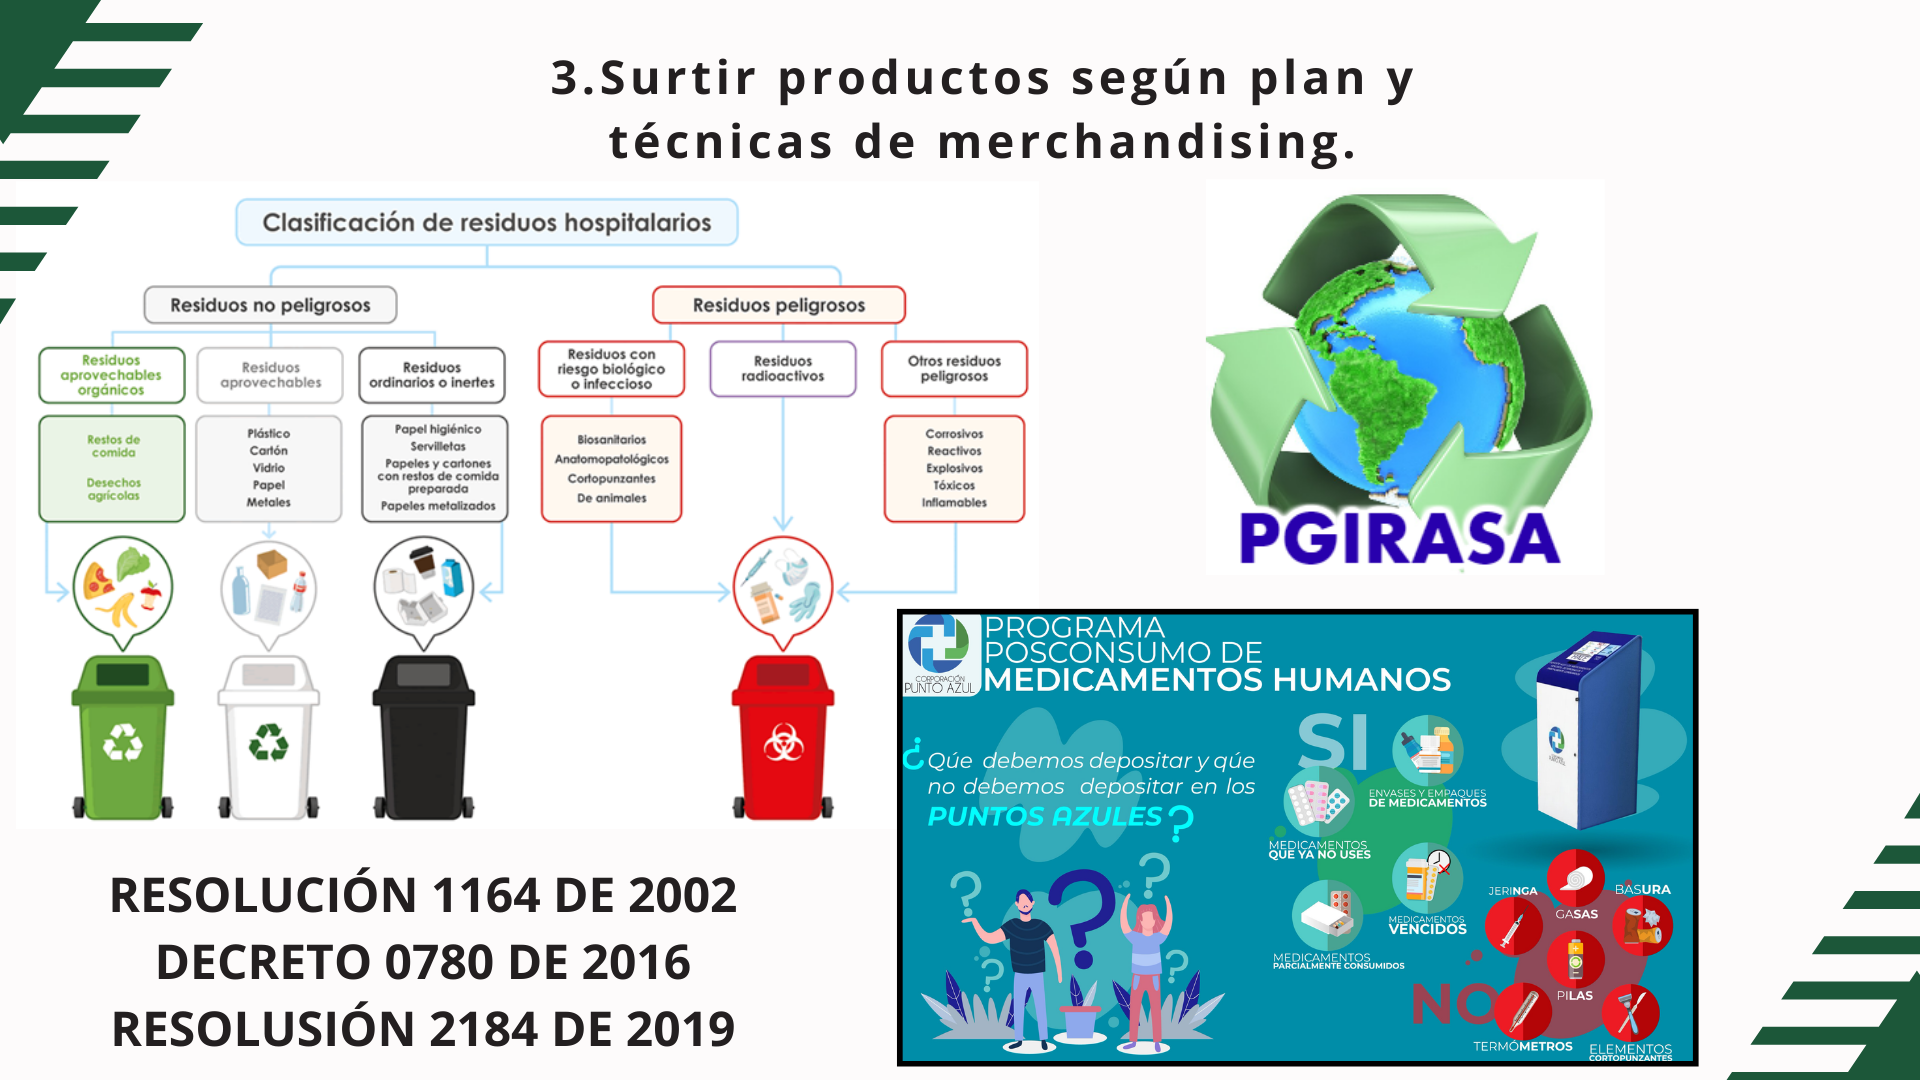 3.Surtir productos según plan y
técnicas de merchandising.
Clasificación de residuos hospitalarios
Residuos no peligrosos
Residuos peligrosos
Residuos
aprovechables
orgánicos
Residuos
aprovechables
Residuos
ordinarios o inertes
Residuos con
riesgo biológico
o infeccioso
Residuos
radioactivos
Otros residuos
peligrosos
Restos de
comida
Desechos
agrícolas
Plástico
Cartón
Vidrio
Papel
Metales
Papel higiénico
Servilletas
Papeles y cartones
con restos de comida
preparada
Papeles metalizados
Biosanitarios
Anatomopatológicos
Cortopunzantes
De animales
Corrosivos
Reactivos
Explosivos
Tóxicos
Inflamables
PGIRASA
RESOLUCIÓN 1164 DE 2002
DECRETO 0780 DE 2016
RESOLUSIÓN 2184 DE 2019
CORPORACIÓN
PUNTO AZUL
PROGRAMA
POSCONSUMO DE
MEDICAMENTOS HUMANOS
¿Qúe debemos depositar y qúe
no debemos depositar en los
PUNTOS AZULES?
SI
ENVASES Y EMPAQUES
DE MEDICAMENTOS
MEDICAMENTOS
QUE YA NO USES
MEDICAMENTOS
VENCIDOS
MEDICAMENTOS
PARCIALMENTE CONSUMIDOS
NO
JERINGA
GASAS
BASURA
PILAS
TERMÓMETROS
ELEMENTOS
CORTOPUNZANTES